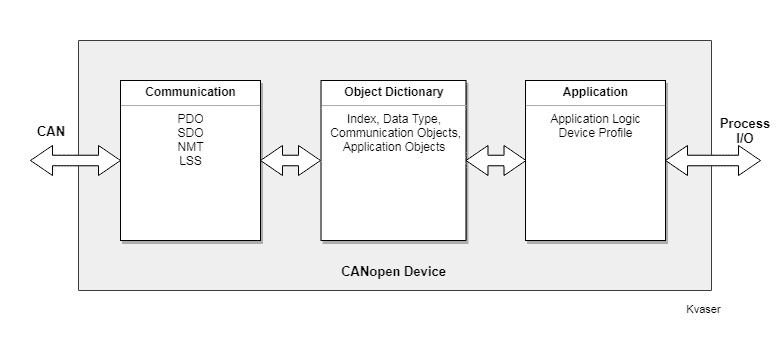 CAN
Communication
PDO
SDO
NMT
LSS
Object Dictionary
Index, Data Type,
Communication Objects,
Application Objects
Application
Application Logic
Device Profile
Process
I/O
CANopen Device
Kvaser